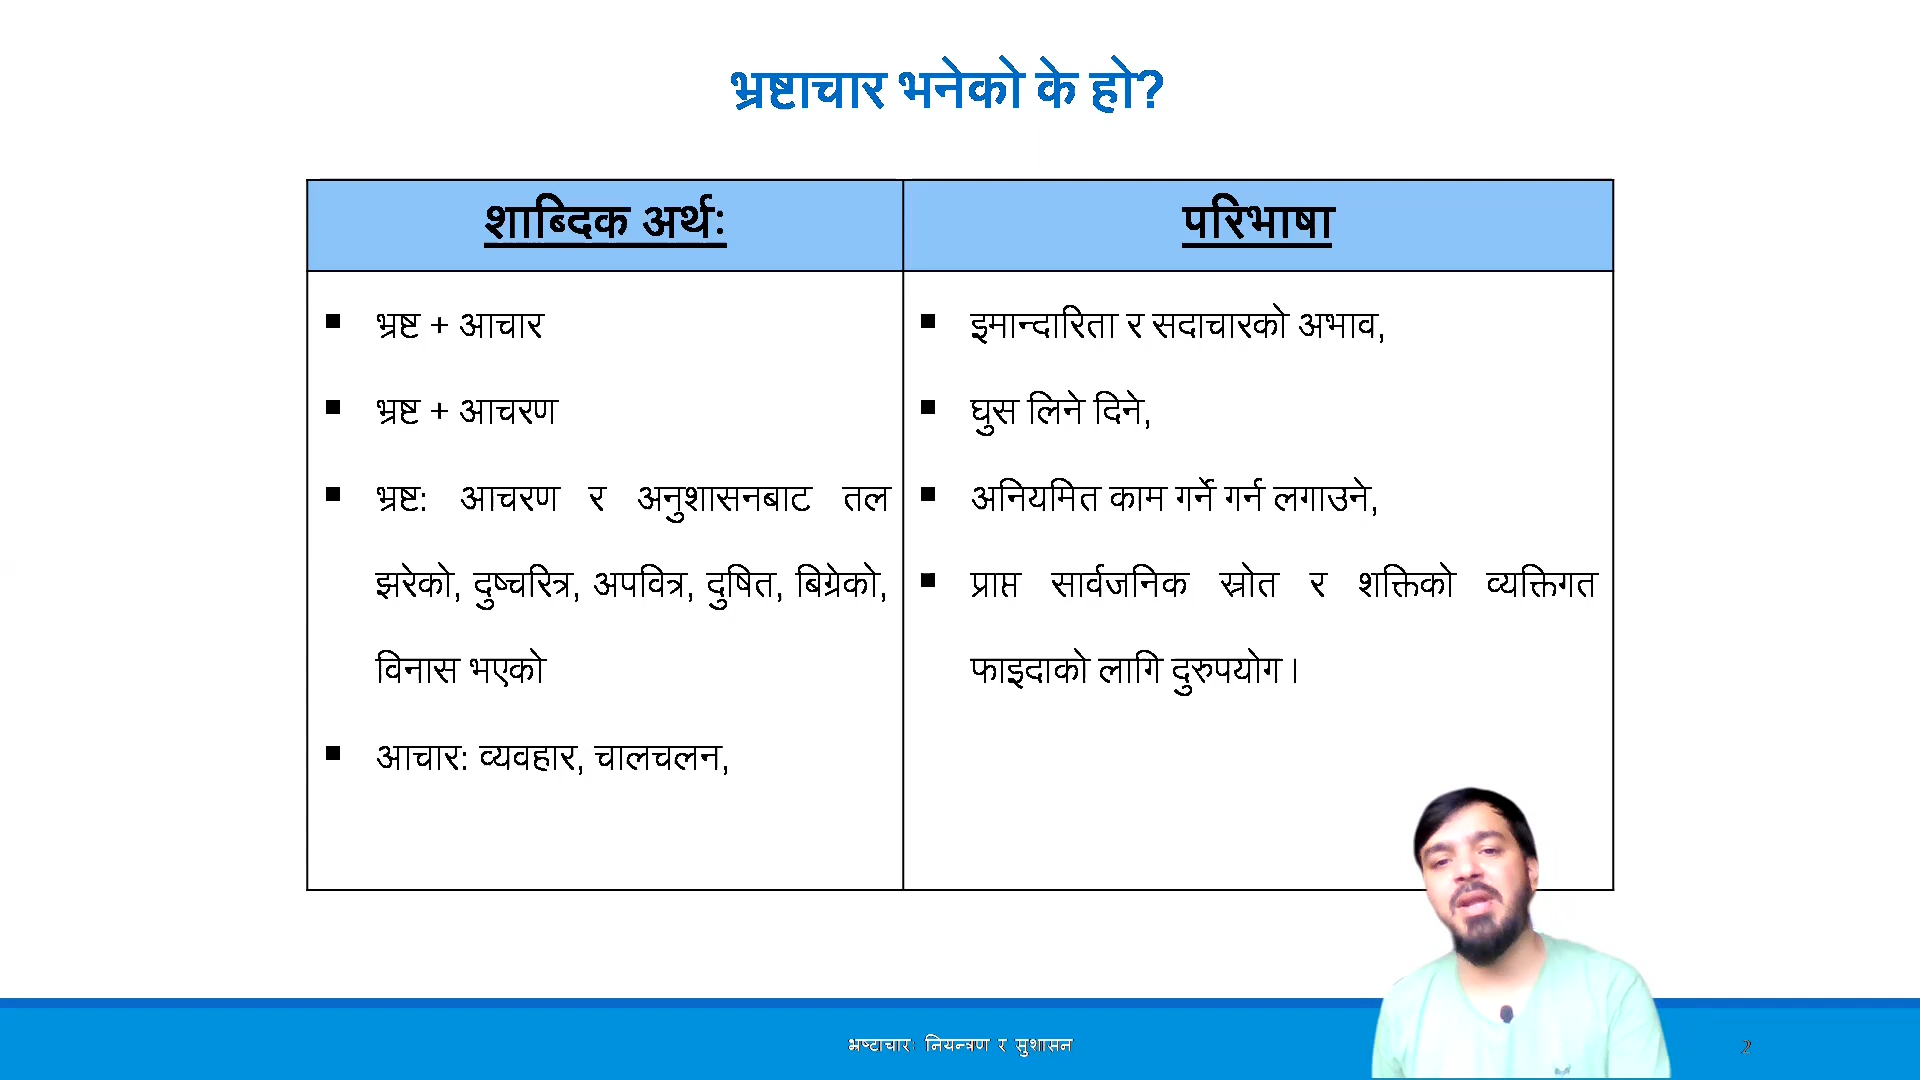 भ्रष्टाचार भनेको के हो?
शाब्दिक अर्थः
भ्रष्ट + आचार
भ्रष्ट + आचरण
भ्रष्ट: आचरण र अनुशासनबाट तल
झरेको, दुष्चरित्र, अपवित्र, दुषित, बिग्रेको,
विनास भएको
आचार: व्यवहार, चालचलन,
परिभाषा
इमान्दारिता र सदाचारको अभाव,
घुस लिने दिने,
अनियमित काम गर्ने गर्न लगाउने,
प्राप्त सार्वजनिक स्रोत र शक्तिको व्यक्तिगत
फाइदाको लागि दुरुपयोग ।
भ्रष्टाचारः नियन्त्रण र सुशासन
2